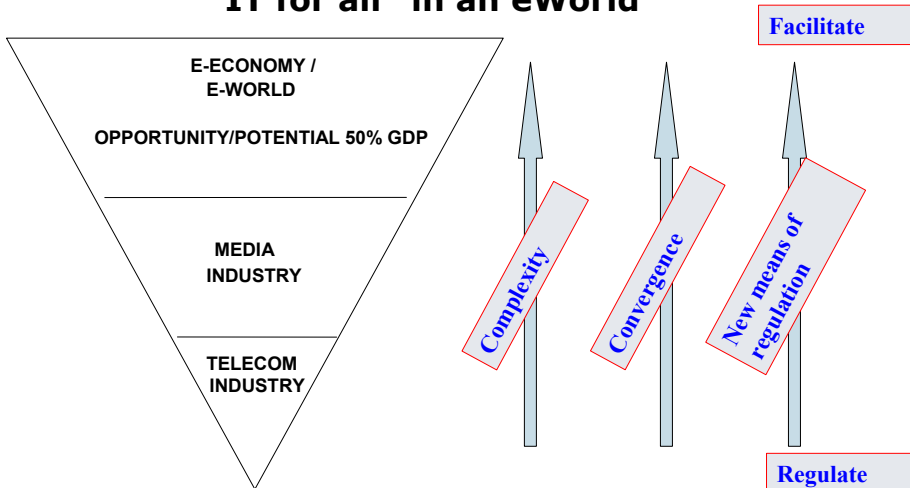 IT for all" in an eWorld
Facilitate
E-ECONOMY /
E-WORLD
OPPORTUNITY/POTENTIAL 50% GDP
MEDIA
INDUSTRY
TELECOM
INDUSTRY
Complexity
Convergence
New means of
regulation
Regulate